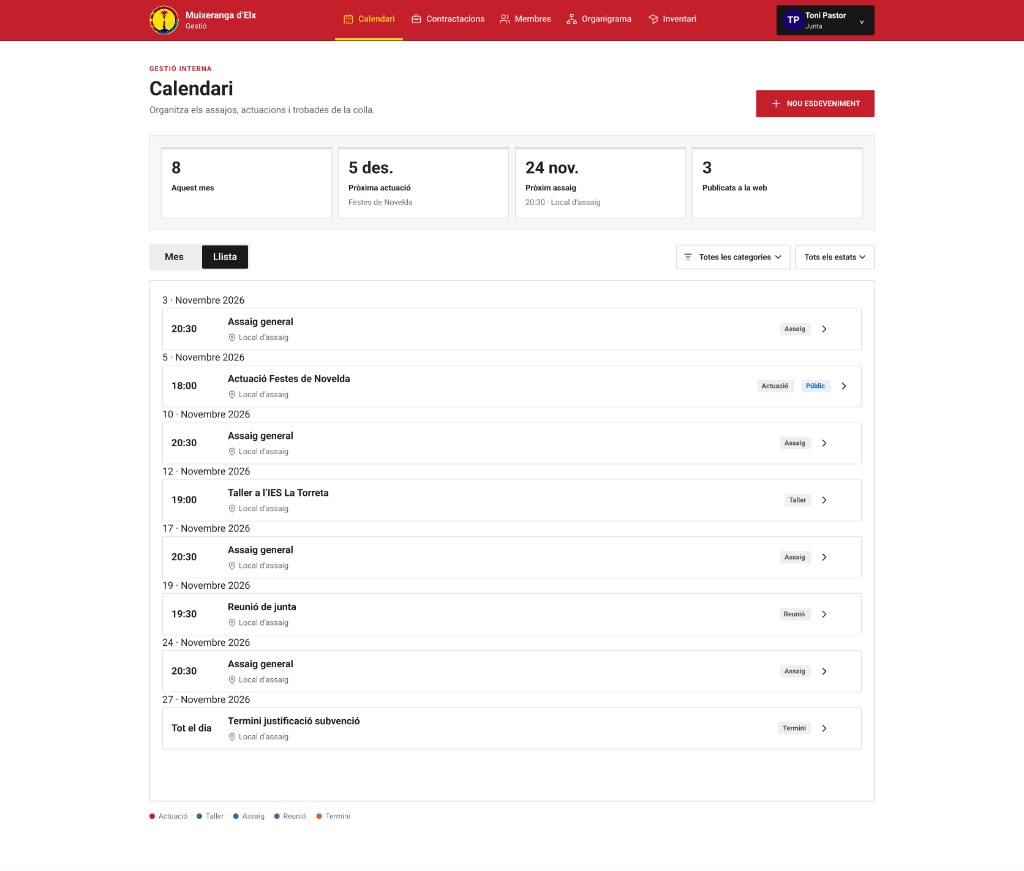 Muixeranga d'Elx
Gestió
Calendari
Contractacions
Membres
Organigrama
Inventari
TP
Toni Pastor
Junta
GESTIÓ INTERNA
Calendari
Organitza els assajos, actuacions i trobades de la colla.
NOU ESDEVENIMENT
8
Aquest mes
5 des.
Pròxima actuació
Festes de Novelda
24 nov.
Pròxim assaig
20:30 · Local d'assaig
3
Publicats a la web
Mes
Llista
Totes les categories
Tots els estats
3 · Novembre 2026
20:30
Assaig general
Local d'assaig
Assaig
5 · Novembre 2026
18:00
Actuació Festes de Novelda
Local d'assaig
Actuació
Públic
10 · Novembre 2026
20:30
Assaig general
Local d'assaig
Assaig
12 · Novembre 2026
19:00
Taller a l'IES La Torreta
Local d'assaig
Taller
17 · Novembre 2026
20:30
Assaig general
Local d'assaig
Assaig
19 · Novembre 2026
19:30
Reunió de junta
Local d'assaig
Reunió
24 · Novembre 2026
20:30
Assaig general
Local d'assaig
Assaig
27 · Novembre 2026
Tot el dia
Termini justificació subvenció
Local d'assaig
Termini
Actuació
Taller
Assaig
Reunió
Termini